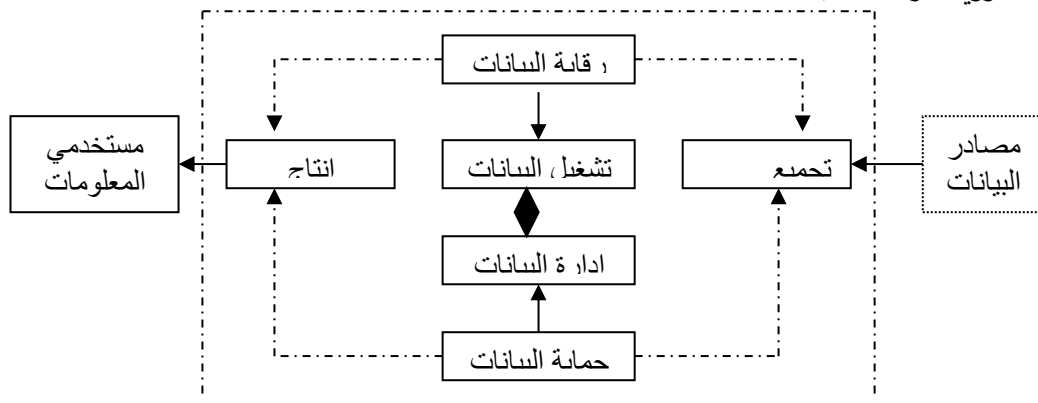 رقابة البيانات
مصادر
البيانات
تجميع
تشغيل البيانات
انتاج
مستخدمي
المعلومات
ادارة البيانات
حماية البيانات